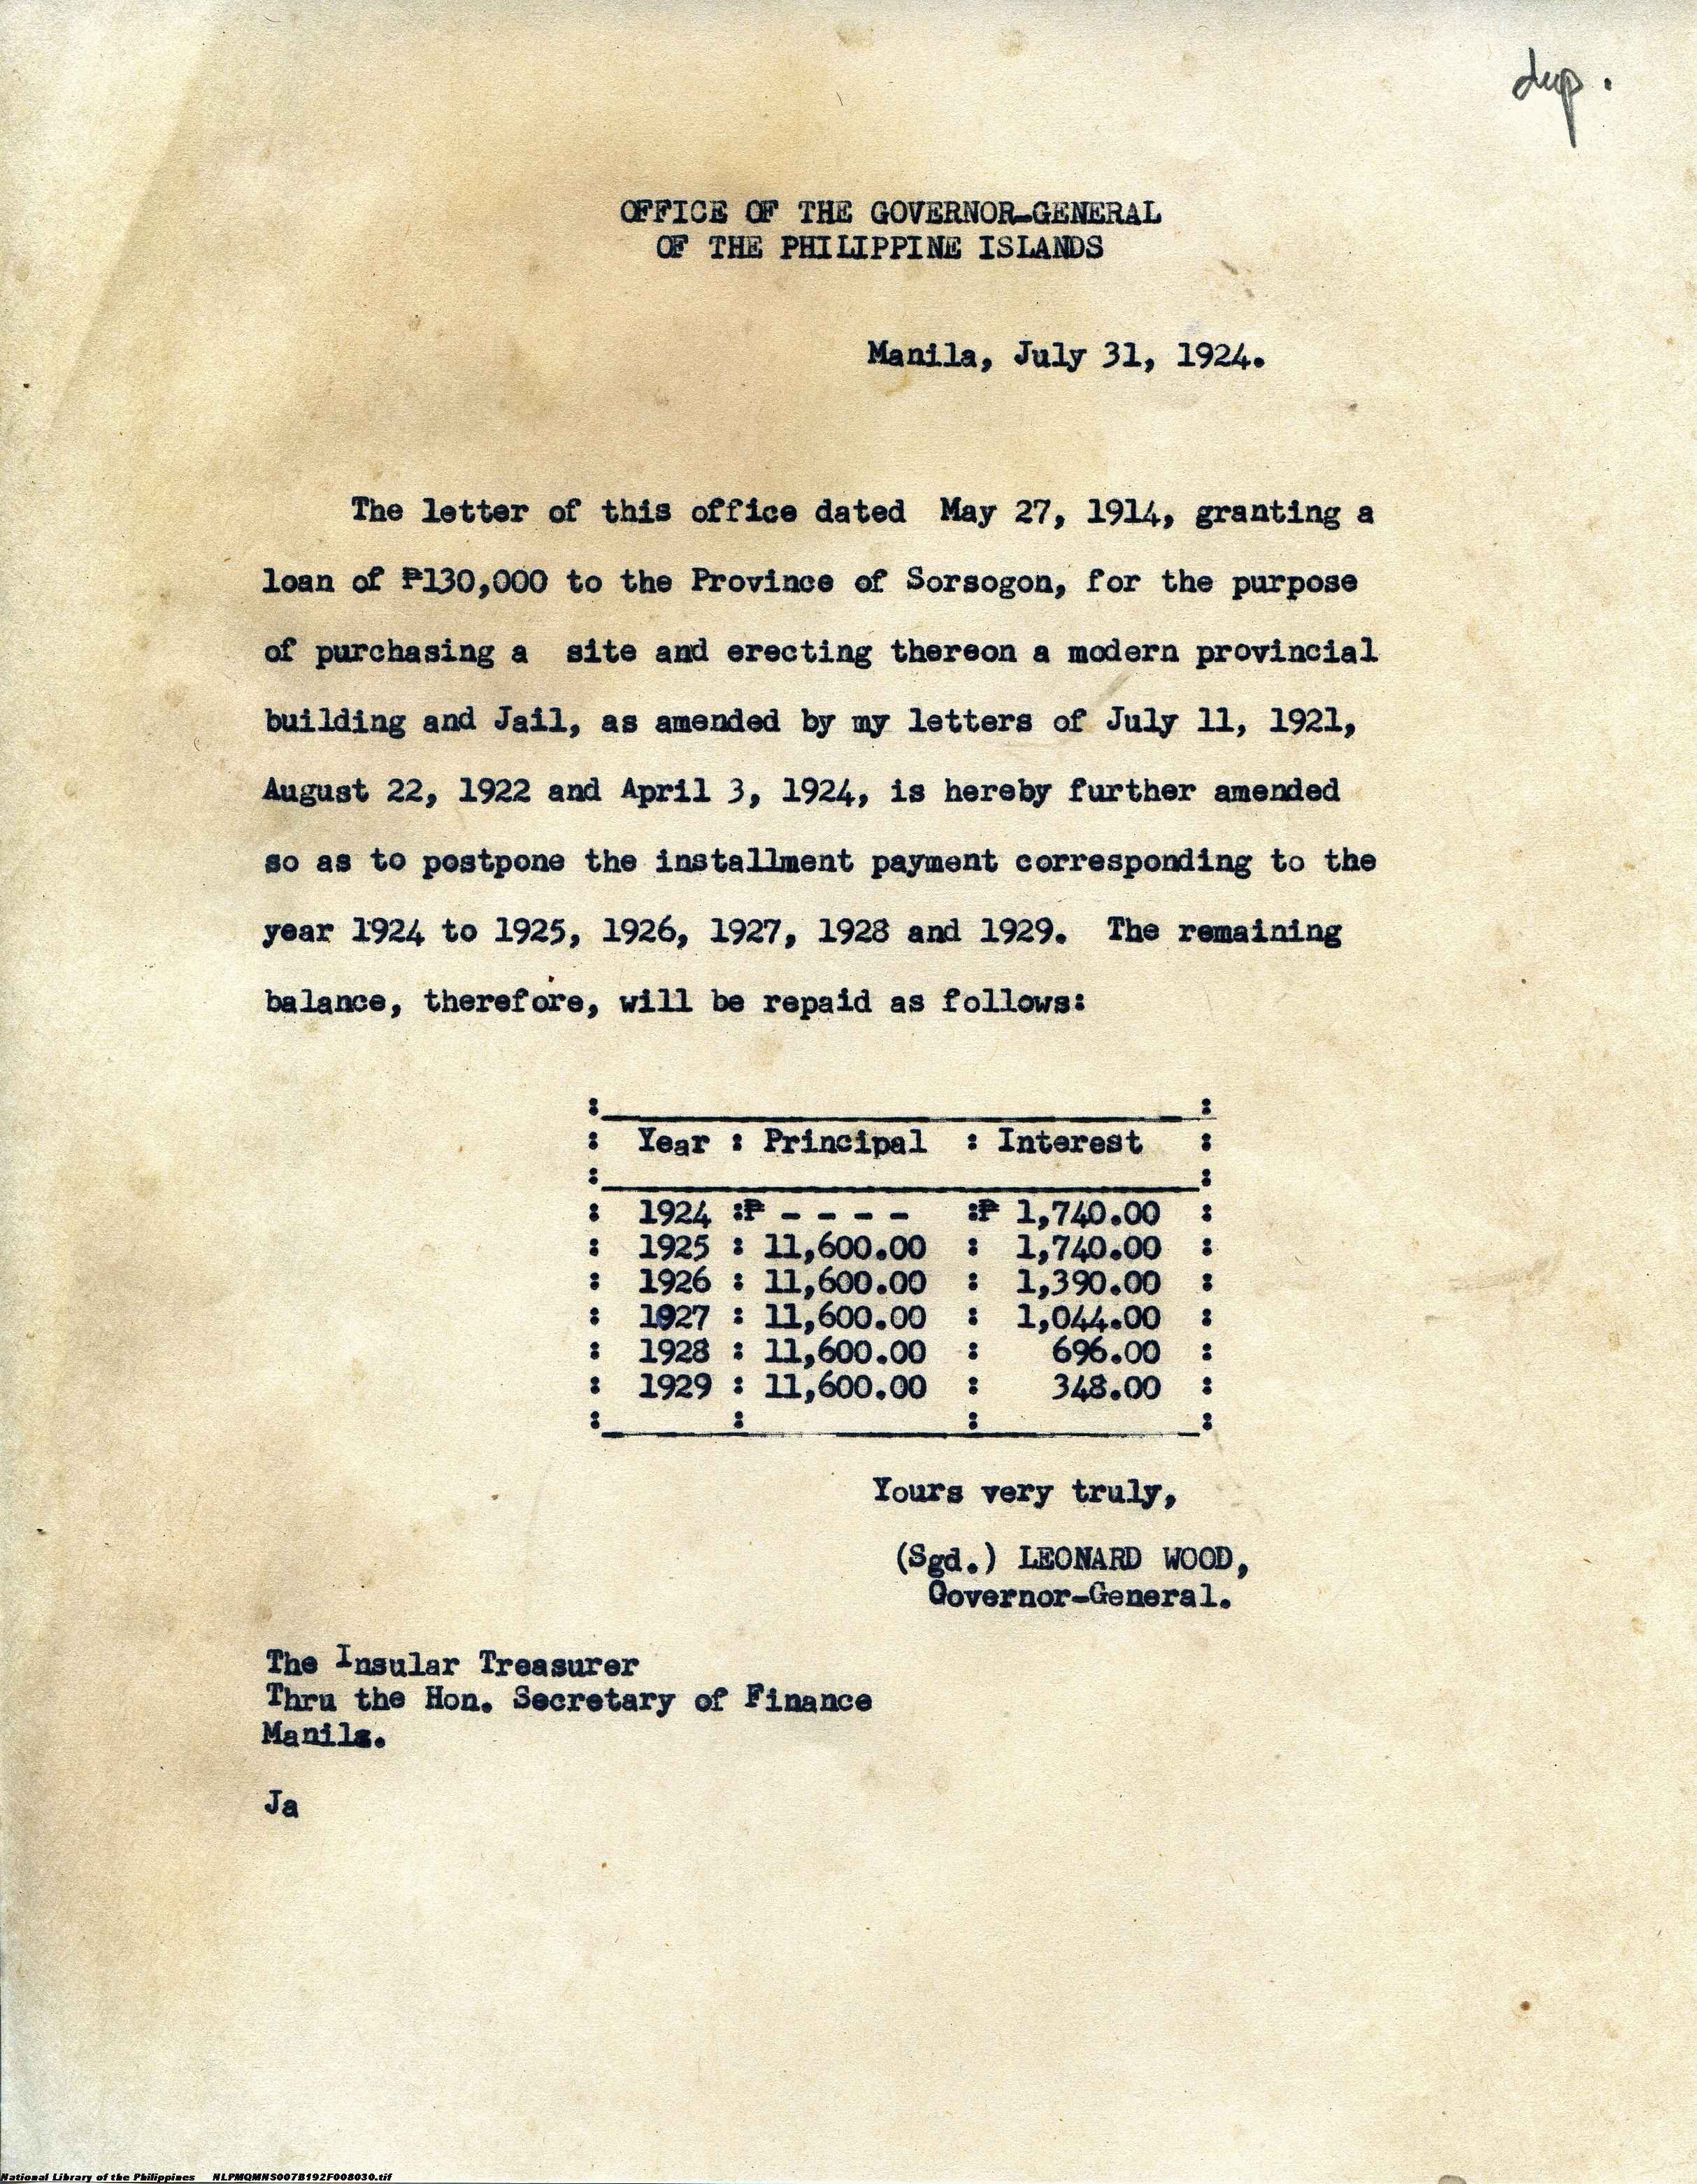 dup.
OFFICE OF THE GOVERNOR-GENERAL
OF THE PHILIPPINE ISLANDS
Manila, July 31, 1924.
The letter of this office dated May 27, 1914, granting a
loan of ₱130,000 to the Province of Sorsogon, for the purpose
of purchasing a site and erecting thereon a modern provincial
building and Jail, as amended by my letters of July 11, 1921,
August 22, 1922 and April 3, 1924, is hereby further amended
so as to postpone the installment payment corresponding to the
year 1924 to 1925, 1926, 1927, 1928 and 1929. The remaining
balance, therefore, will be repaid as follows:
: Year : Principal : Interest :
: 1924 :₱ - - - - :₱ 1,740.00 :
: 1925 : 11,600.00 : 1,740.00 :
: 1926 : 11,600.00 : 1,390.00 :
: 1927 : 11,600.00 : 1,044.00 :
: 1928 : 11,600.00 : 696.00 :
: 1929 : 11,600.00 : 348.00 :
Yours very truly,
(Sgd.) LEONARD WOOD,
Governor-General.
The Insular Treasurer
Thru the Hon. Secretary of Finance
Manila.
Ja
National Library of the Philippines NLPMQMNS007B192F008030.tif